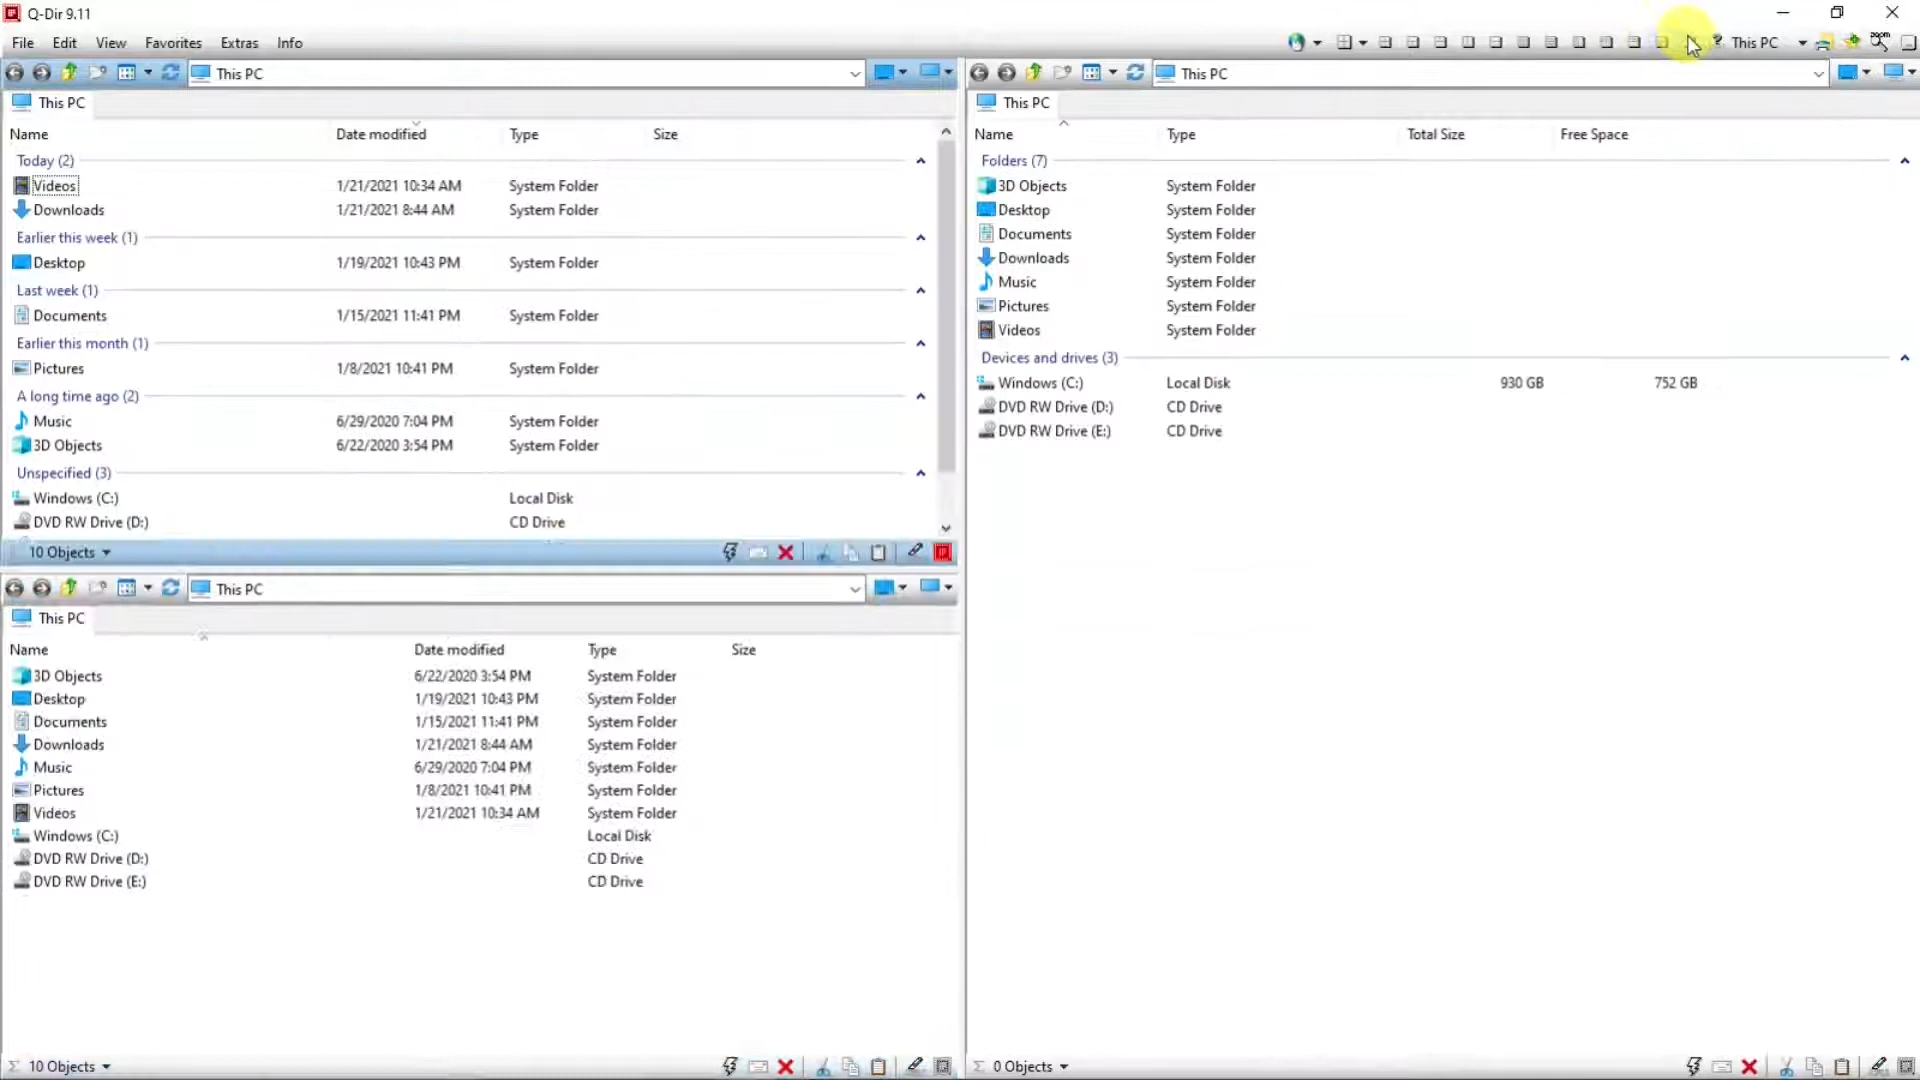 Q-Dir 9.11
File Edit View Favorites Extras Info
? This PC zoom
This PC
This PC
Name Date modified Type Size
Today (2)
Videos 1/21/2021 10:34 AM System Folder
Downloads 1/21/2021 8:44 AM System Folder
Earlier this week (1)
Desktop 1/19/2021 10:43 PM System Folder
Last week (1)
Documents 1/15/2021 11:41 PM System Folder
Earlier this month (1)
Pictures 1/8/2021 10:41 PM System Folder
A long time ago (2)
Music 6/29/2020 7:04 PM System Folder
3D Objects 6/22/2020 3:54 PM System Folder
Unspecified (3)
Windows (C:) Local Disk
DVD RW Drive (D:) CD Drive
10 Objects
This PC
This PC
Name Date modified Type Size
3D Objects 6/22/2020 3:54 PM System Folder
Desktop 1/19/2021 10:43 PM System Folder
Documents 1/15/2021 11:41 PM System Folder
Downloads 1/21/2021 8:44 AM System Folder
Music 6/29/2020 7:04 PM System Folder
Pictures 1/8/2021 10:41 PM System Folder
Videos 1/21/2021 10:34 AM System Folder
Windows (C:) Local Disk
DVD RW Drive (D:) CD Drive
DVD RW Drive (E:) CD Drive
Σ 10 Objects
This PC
This PC
Name Type Total Size Free Space
Folders (7)
3D Objects System Folder
Desktop System Folder
Documents System Folder
Downloads System Folder
Music System Folder
Pictures System Folder
Videos System Folder
Devices and drives (3)
Windows (C:) Local Disk 930 GB 752 GB
DVD RW Drive (D:) CD Drive
DVD RW Drive (E:) CD Drive
Σ 0 Objects